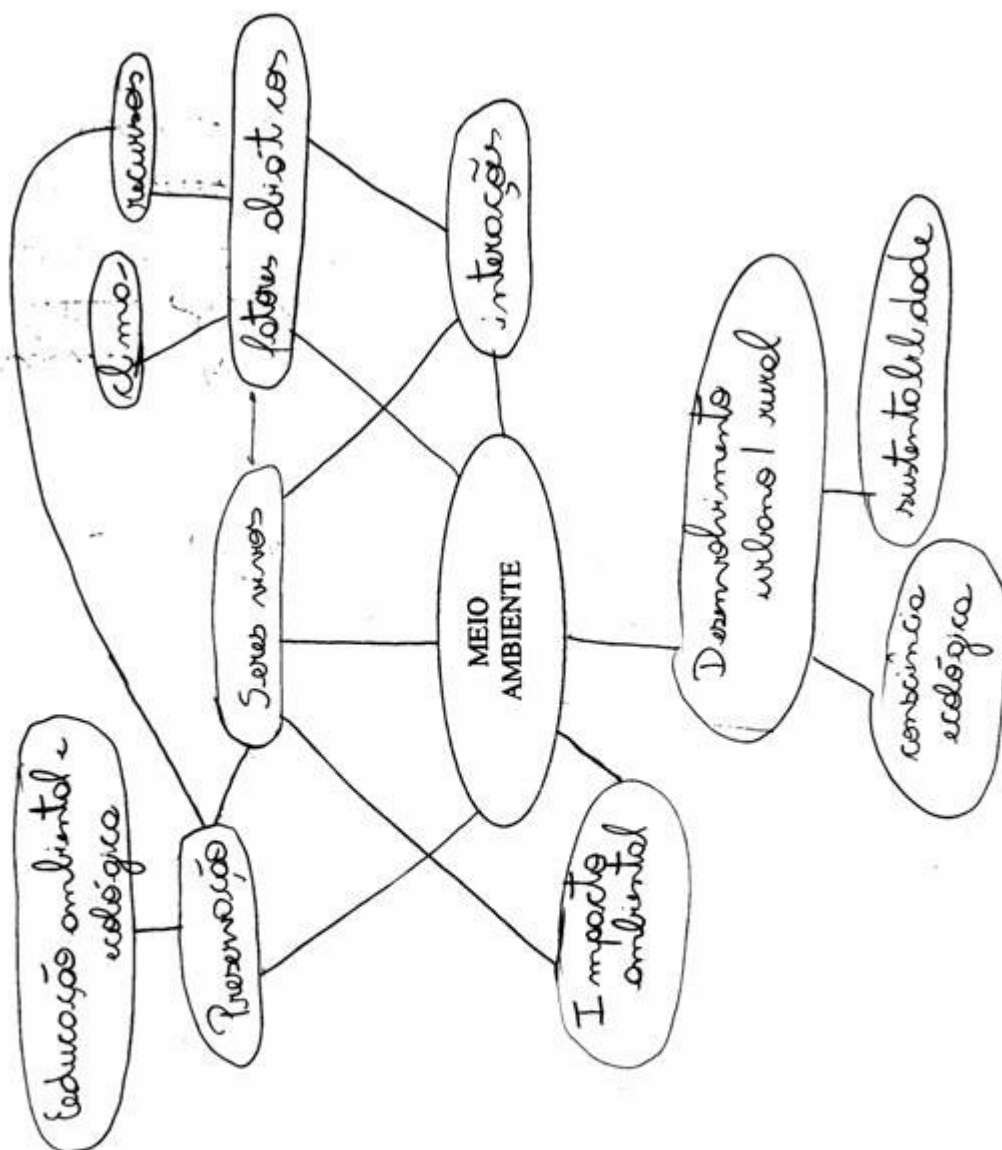 Eeducação ambiental e
ecológica
Preservação
Seres vivos
clima
recursos
fatores abióticos
interações
MEIO
AMBIENTE
Impacto
ambiental
Desenvolvimento
urbano / rural
consciência
ecológica
sustentabilidade